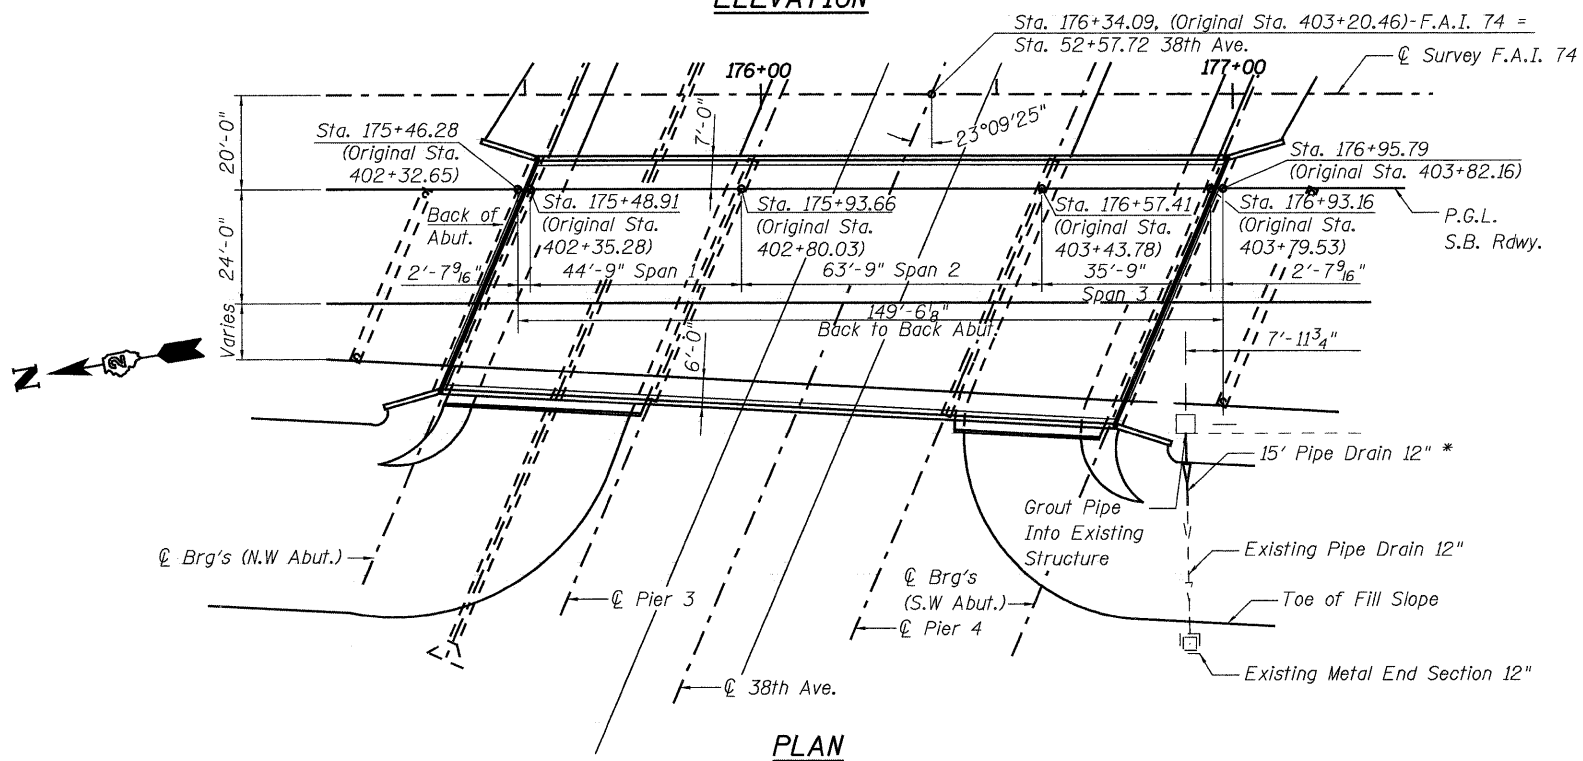 ELEVATION
Sta. 176+34.09, (Original Sta. 403+20.46)-F.A.I. 74 =
Sta. 52+57.72 38th Ave.
℄ Survey F.A.I. 74
176+00
177+00
20'-0"
7'-0"
23°09'25"
Sta. 175+46.28
(Original Sta.
402+32.65)
Sta. 176+95.79
(Original Sta. 403+82.16)
Back of
Abut.
Sta. 175+48.91
(Original Sta.
402+35.28)
Sta. 175+93.66
(Original Sta.
402+80.03)
Sta. 176+57.41
(Original Sta.
403+43.78)
Sta. 176+93.16
(Original Sta.
403+79.53)
P.G.L.
S.B. Rdwy.
24'-0"
2'-7 9/16"
44'-9" Span 1
63'-9" Span 2
35'-9"
Span 3
2'-7 9/16"
Varies
149'-6 1/8"
Back to Back Abut.
6'-0"
7'-11 3/4"
N
2
15' Pipe Drain 12" *
Grout Pipe
Into Existing
Structure
Existing Pipe Drain 12"
℄ Brg's (N.W Abut.)
℄ Pier 3
℄ Brg's
(S.W Abut.)
℄ Pier 4
Toe of Fill Slope
Existing Metal End Section 12"
℄ 38th Ave.
PLAN